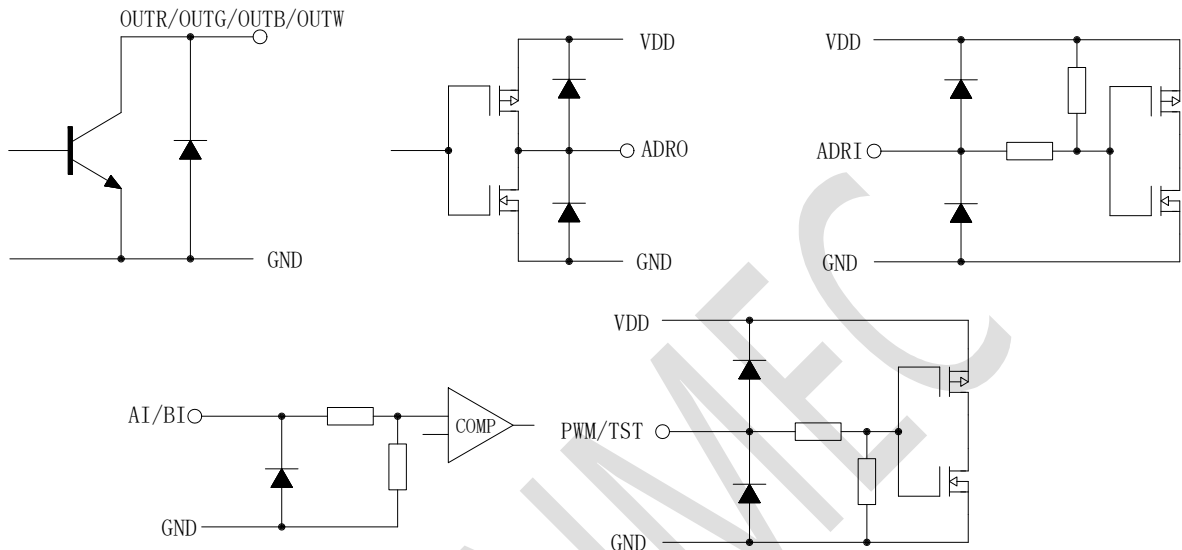 OUTR/OUTG/OUTB/OUTW
GND
VDD
ADRO
GND
VDD
ADRI
GND
AI/BI
COMP
GND
VDD
PWM/TST
GND